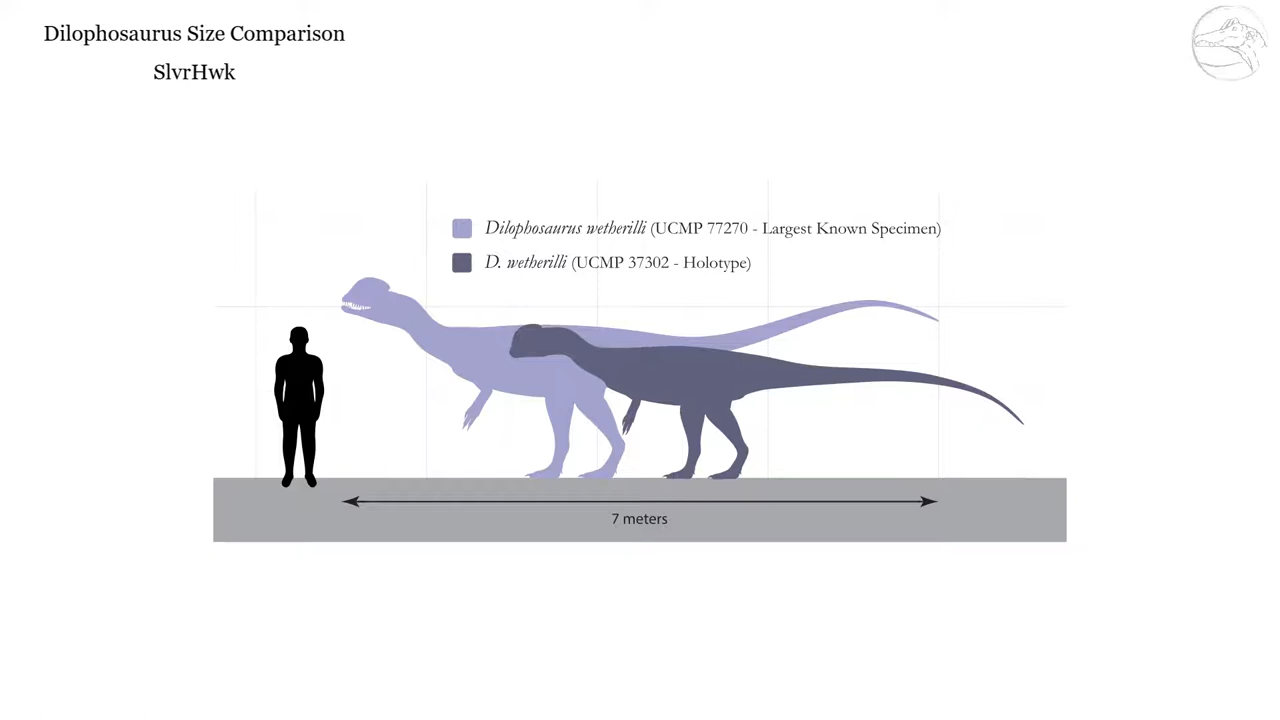 Dilophosaurus Size Comparison
SlvrHwk
Dilophosaurus wetherilli (UCMP 77270 - Largest Known Specimen)
D. wetherilli (UCMP 37302 - Holotype)
7 meters